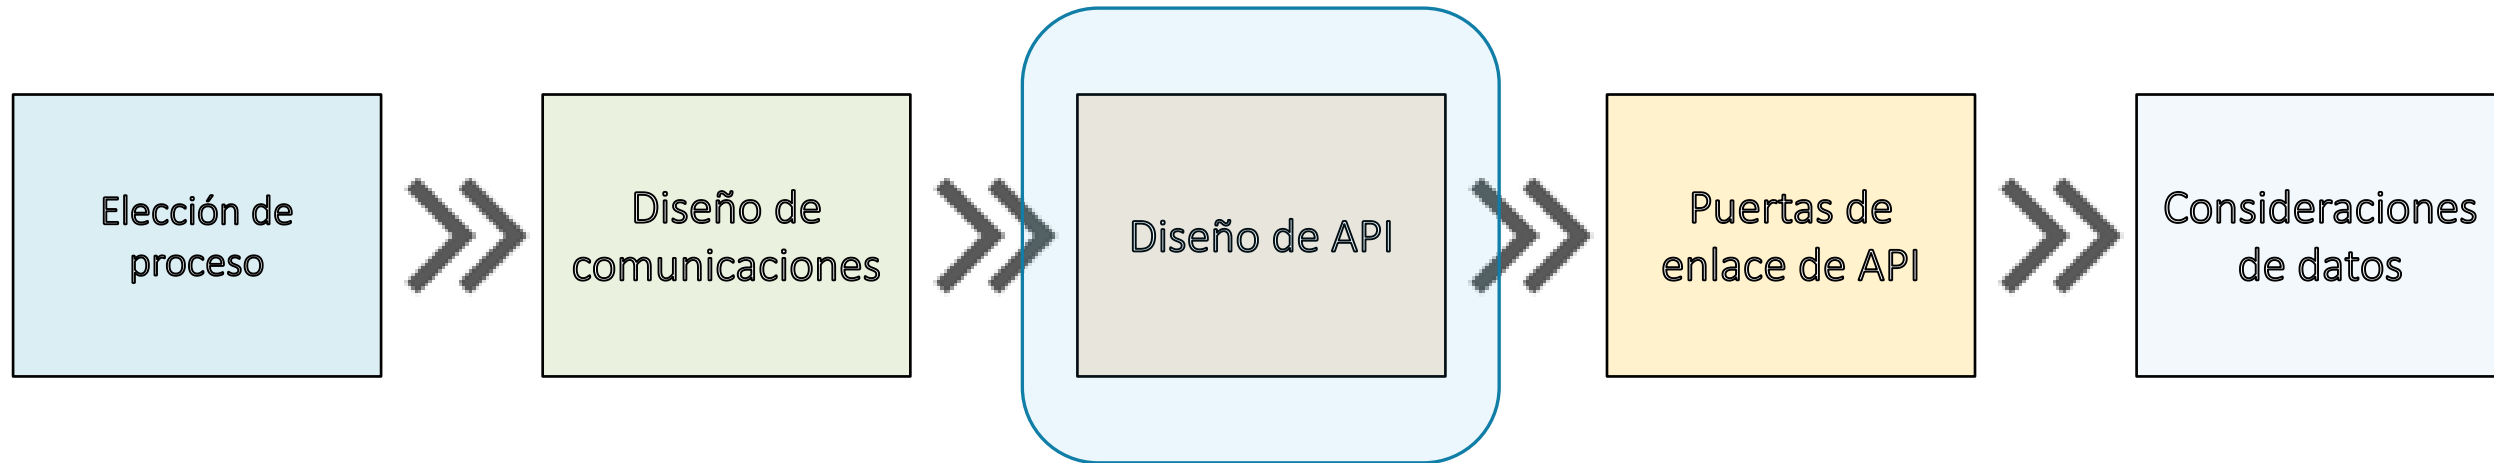 Elección de
proceso
Diseño de
comunicaciones
Diseño de API
Puertas de
enlace de API
Consideraciones
de datos